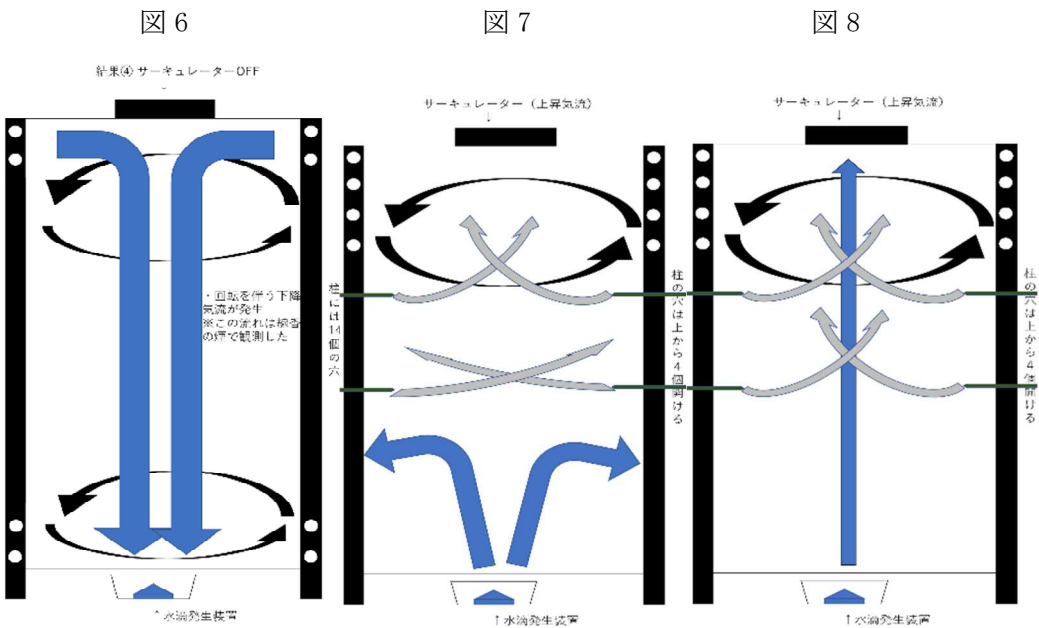 図6
図7
図8
結果④ サーキュレーターOFF
↓
サーキュレーター（上昇気流）
↓
サーキュレーター（上昇気流）
↓
・回転を伴う下降
気流が発生
※この流れは線香
の煙で観測した
柱には14個の穴
柱の穴は上から4個開ける
柱の穴は上から4個開ける
↑水滴発生装置
↑水滴発生装置
↑水滴発生装置